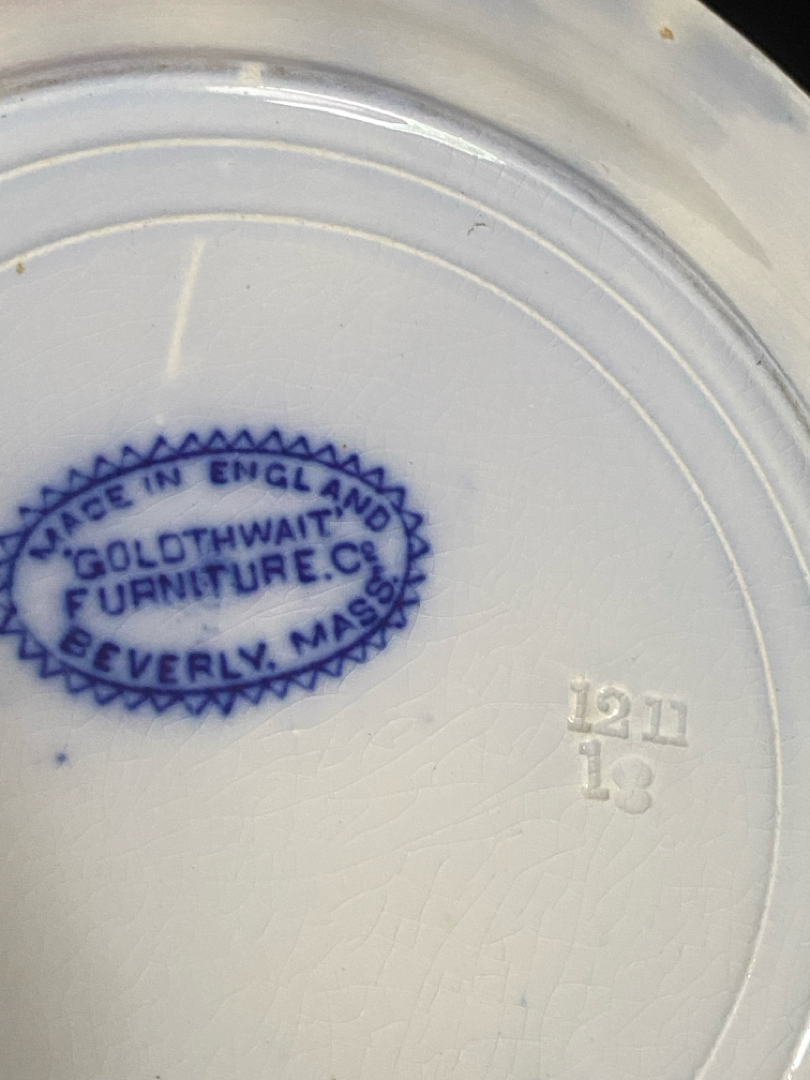 MADE IN ENGLAND
"GOLDTHWAIT"
FURNITURE. Co
BEVERLY. MASS.
1211
18